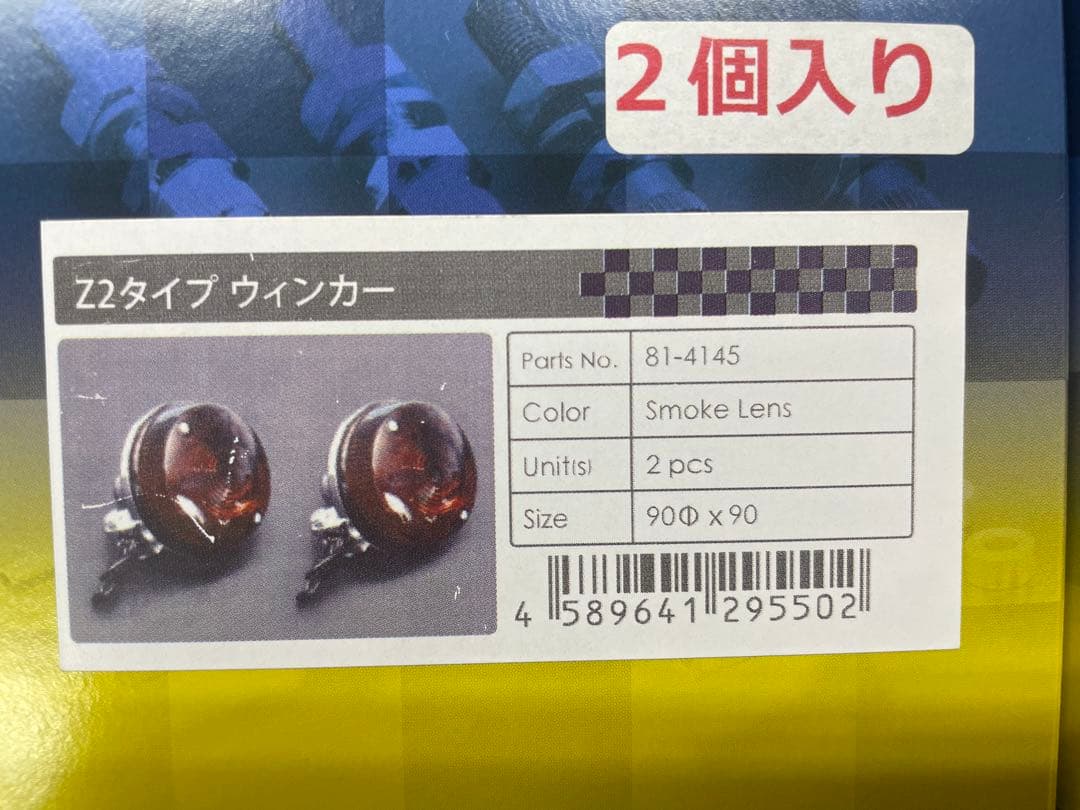 2個入り
Z2タイプ ウィンカー
Parts No. 81-4145
Color Smoke Lens
Unit(s) 2 pcs
Size 90Φ x 90
4 589641 295502